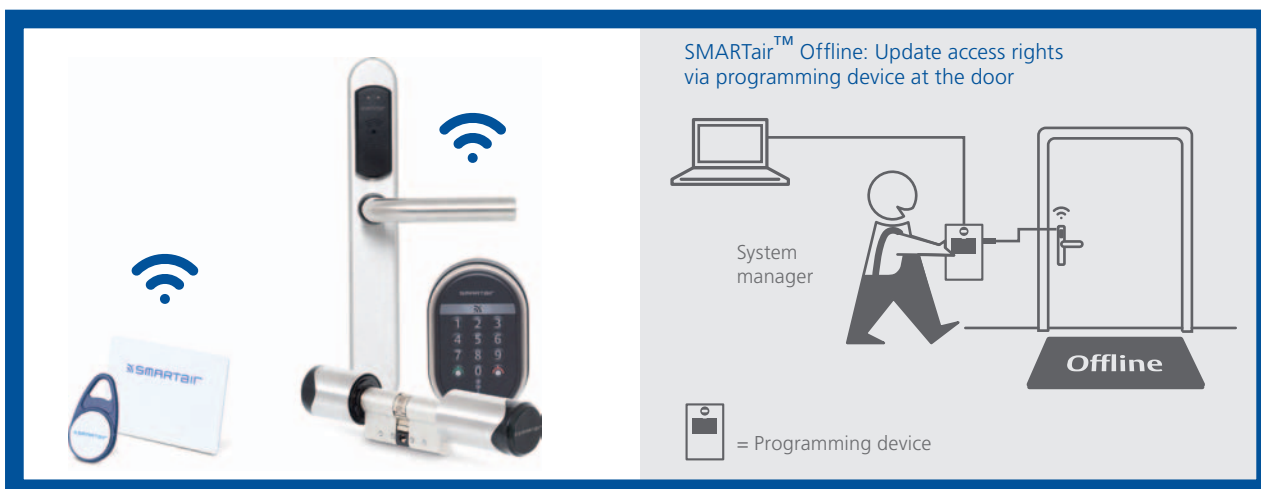 SMARTair
SMARTair
SMARTair
1 2 3
4 5 6
7 8 9
0
SMARTair™ Offline: Update access rights
via programming device at the door
System
manager
Offline
= Programming device